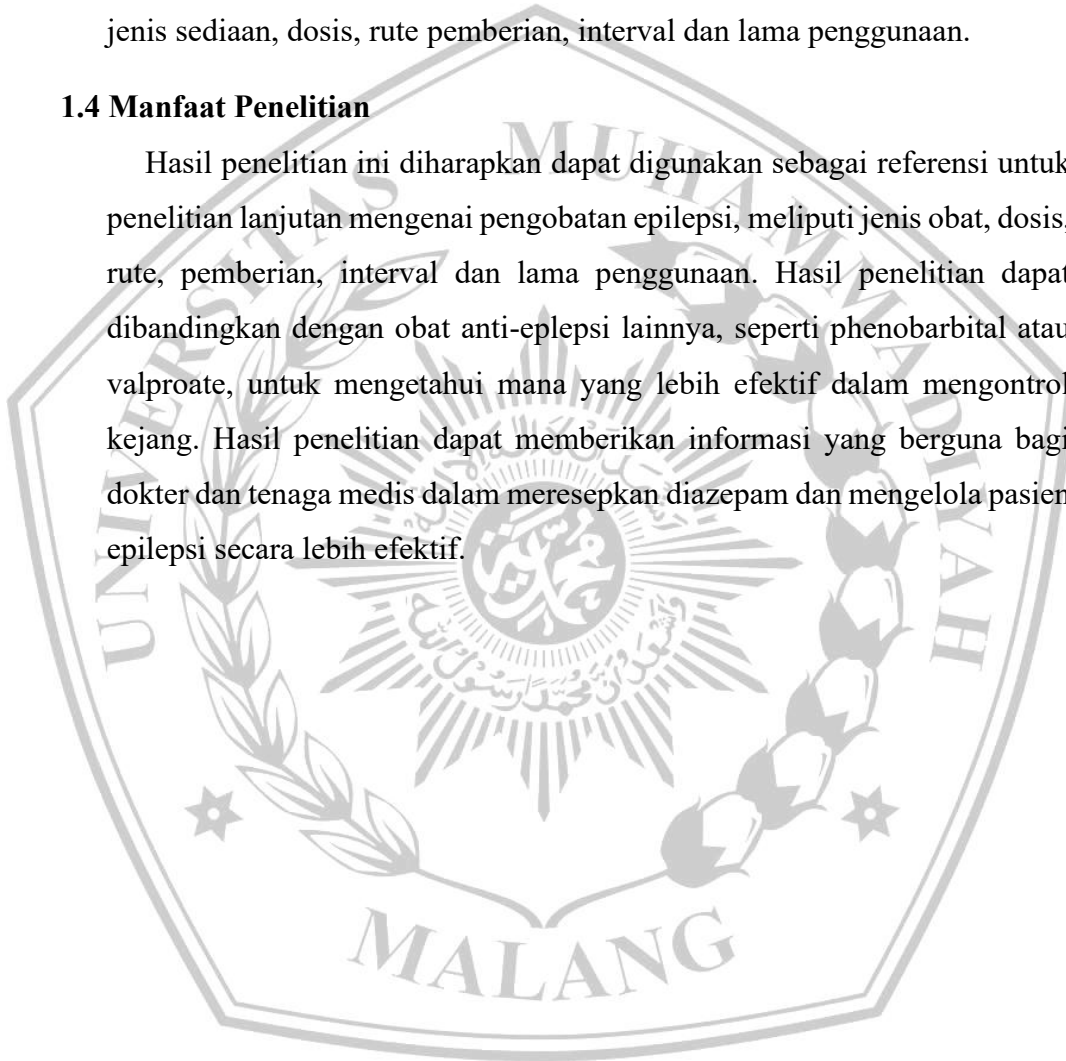 jenis sediaan, dosis, rute pemberian, interval dan lama penggunaan.
1.4 Manfaat Penelitian
Hasil penelitian ini diharapkan dapat digunakan sebagai referensi untuk
penelitian lanjutan mengenai pengobatan epilepsi, meliputi jenis obat, dosis,
rute, pemberian, interval dan lama penggunaan. Hasil penelitian dapat
dibandingkan dengan obat anti-eplepsi lainnya, seperti phenobarbital atau
valproate, untuk mengetahui mana yang lebih efektif dalam mengontrol
kejang. Hasil penelitian dapat memberikan informasi yang berguna bagi
dokter dan tenaga medis dalam meresepkan diazepam dan mengelola pasien
epilepsi secara lebih efektif.
UNIVERSITAS MUHAMMADIYAH
MALANG